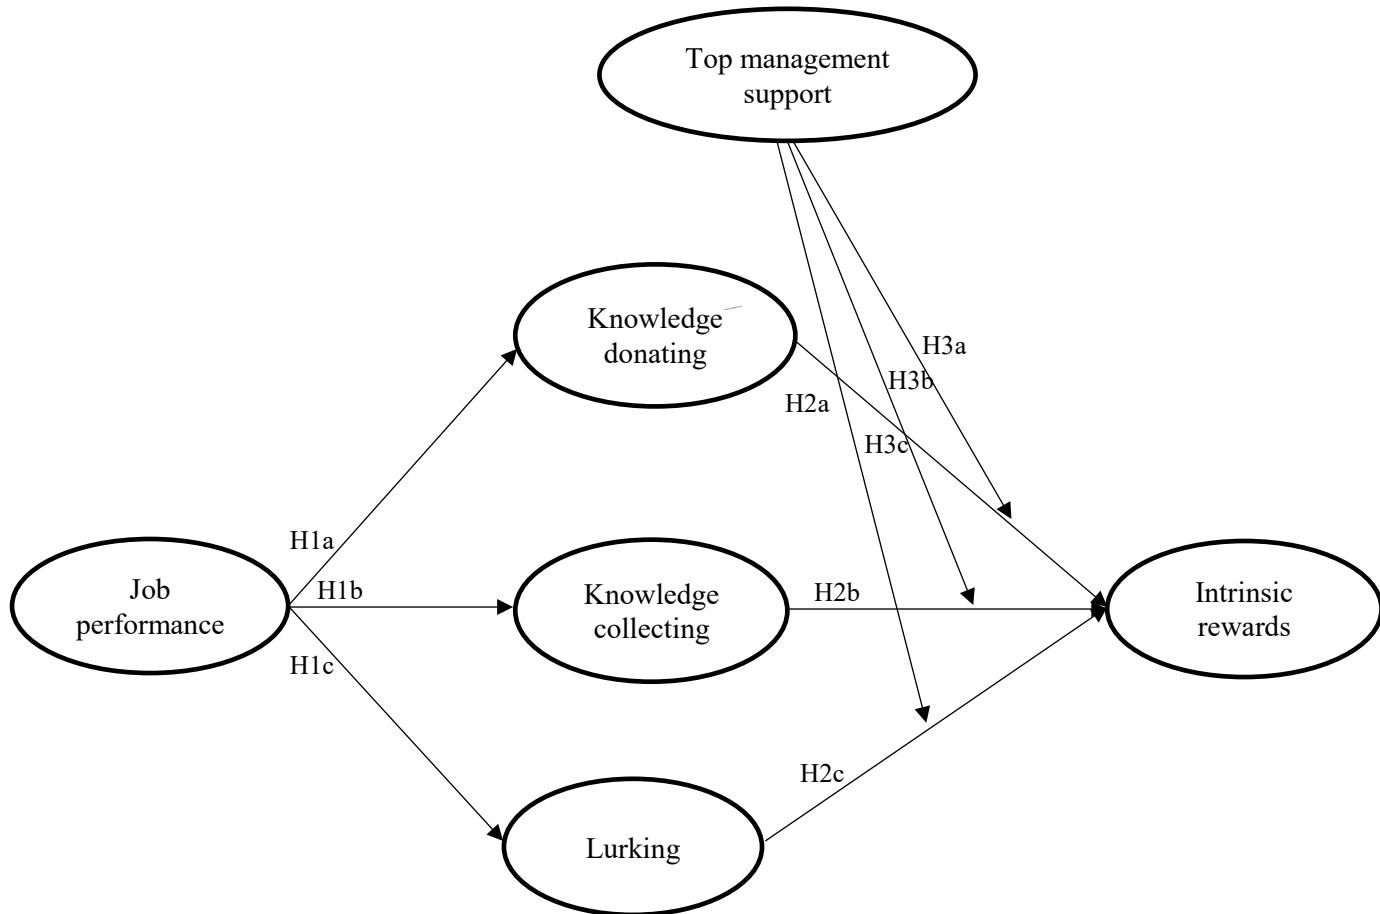 Top management
support
Knowledge
donating
H3a
H3b
H2a
H3c
H1a
Job
performance
H1b
Knowledge
collecting
H2b
Intrinsic
rewards
H1c
H2c
Lurking